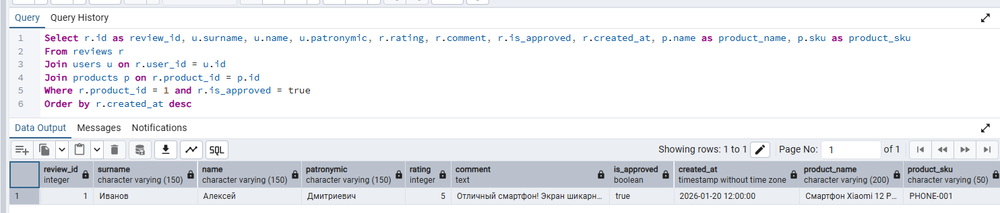 Query Query History
1 Select r.id as review_id, u.surname, u.name, u.patronymic, r.rating, r.comment, r.is_approved, r.created_at, p.name as product_name, p.sku as product_sku
2 From reviews r
3 Join users u on r.user_id = u.id
4 Join products p on r.product_id = p.id
5 Where r.product_id = 1 and r.is_approved = true
6 Order by r.created_at desc
Data Output Messages Notifications
SQL Showing rows: 1 to 1 Page No: 1 of 1
review_id surname name patronymic rating comment is_approved created_at product_name product_sku
integer character varying (150) character varying (150) character varying (150) integer text boolean timestamp without time zone character varying (200) character varying (50)
1 1 Иванов Алексей Дмитриевич 5 Отличный смартфон! Экран шикарн... true 2026-01-20 12:00:00 Смартфон Xiaomi 12 P... PHONE-001